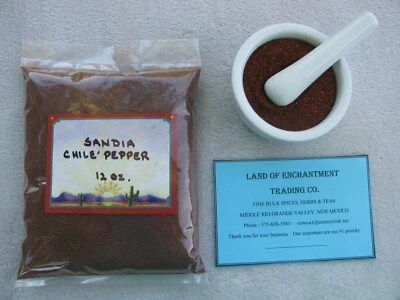 SANDIA
CHILE' PEPPER
12 OZ.
LAND OF ENCHANTMENT
TRADING CO.
FINE BULK SPICES, HERBS & TEAS
MIDDLE RIO GRANDE VALLEY, NEW MEXICO
Thank you for your business. Our customers are our #1 priority.